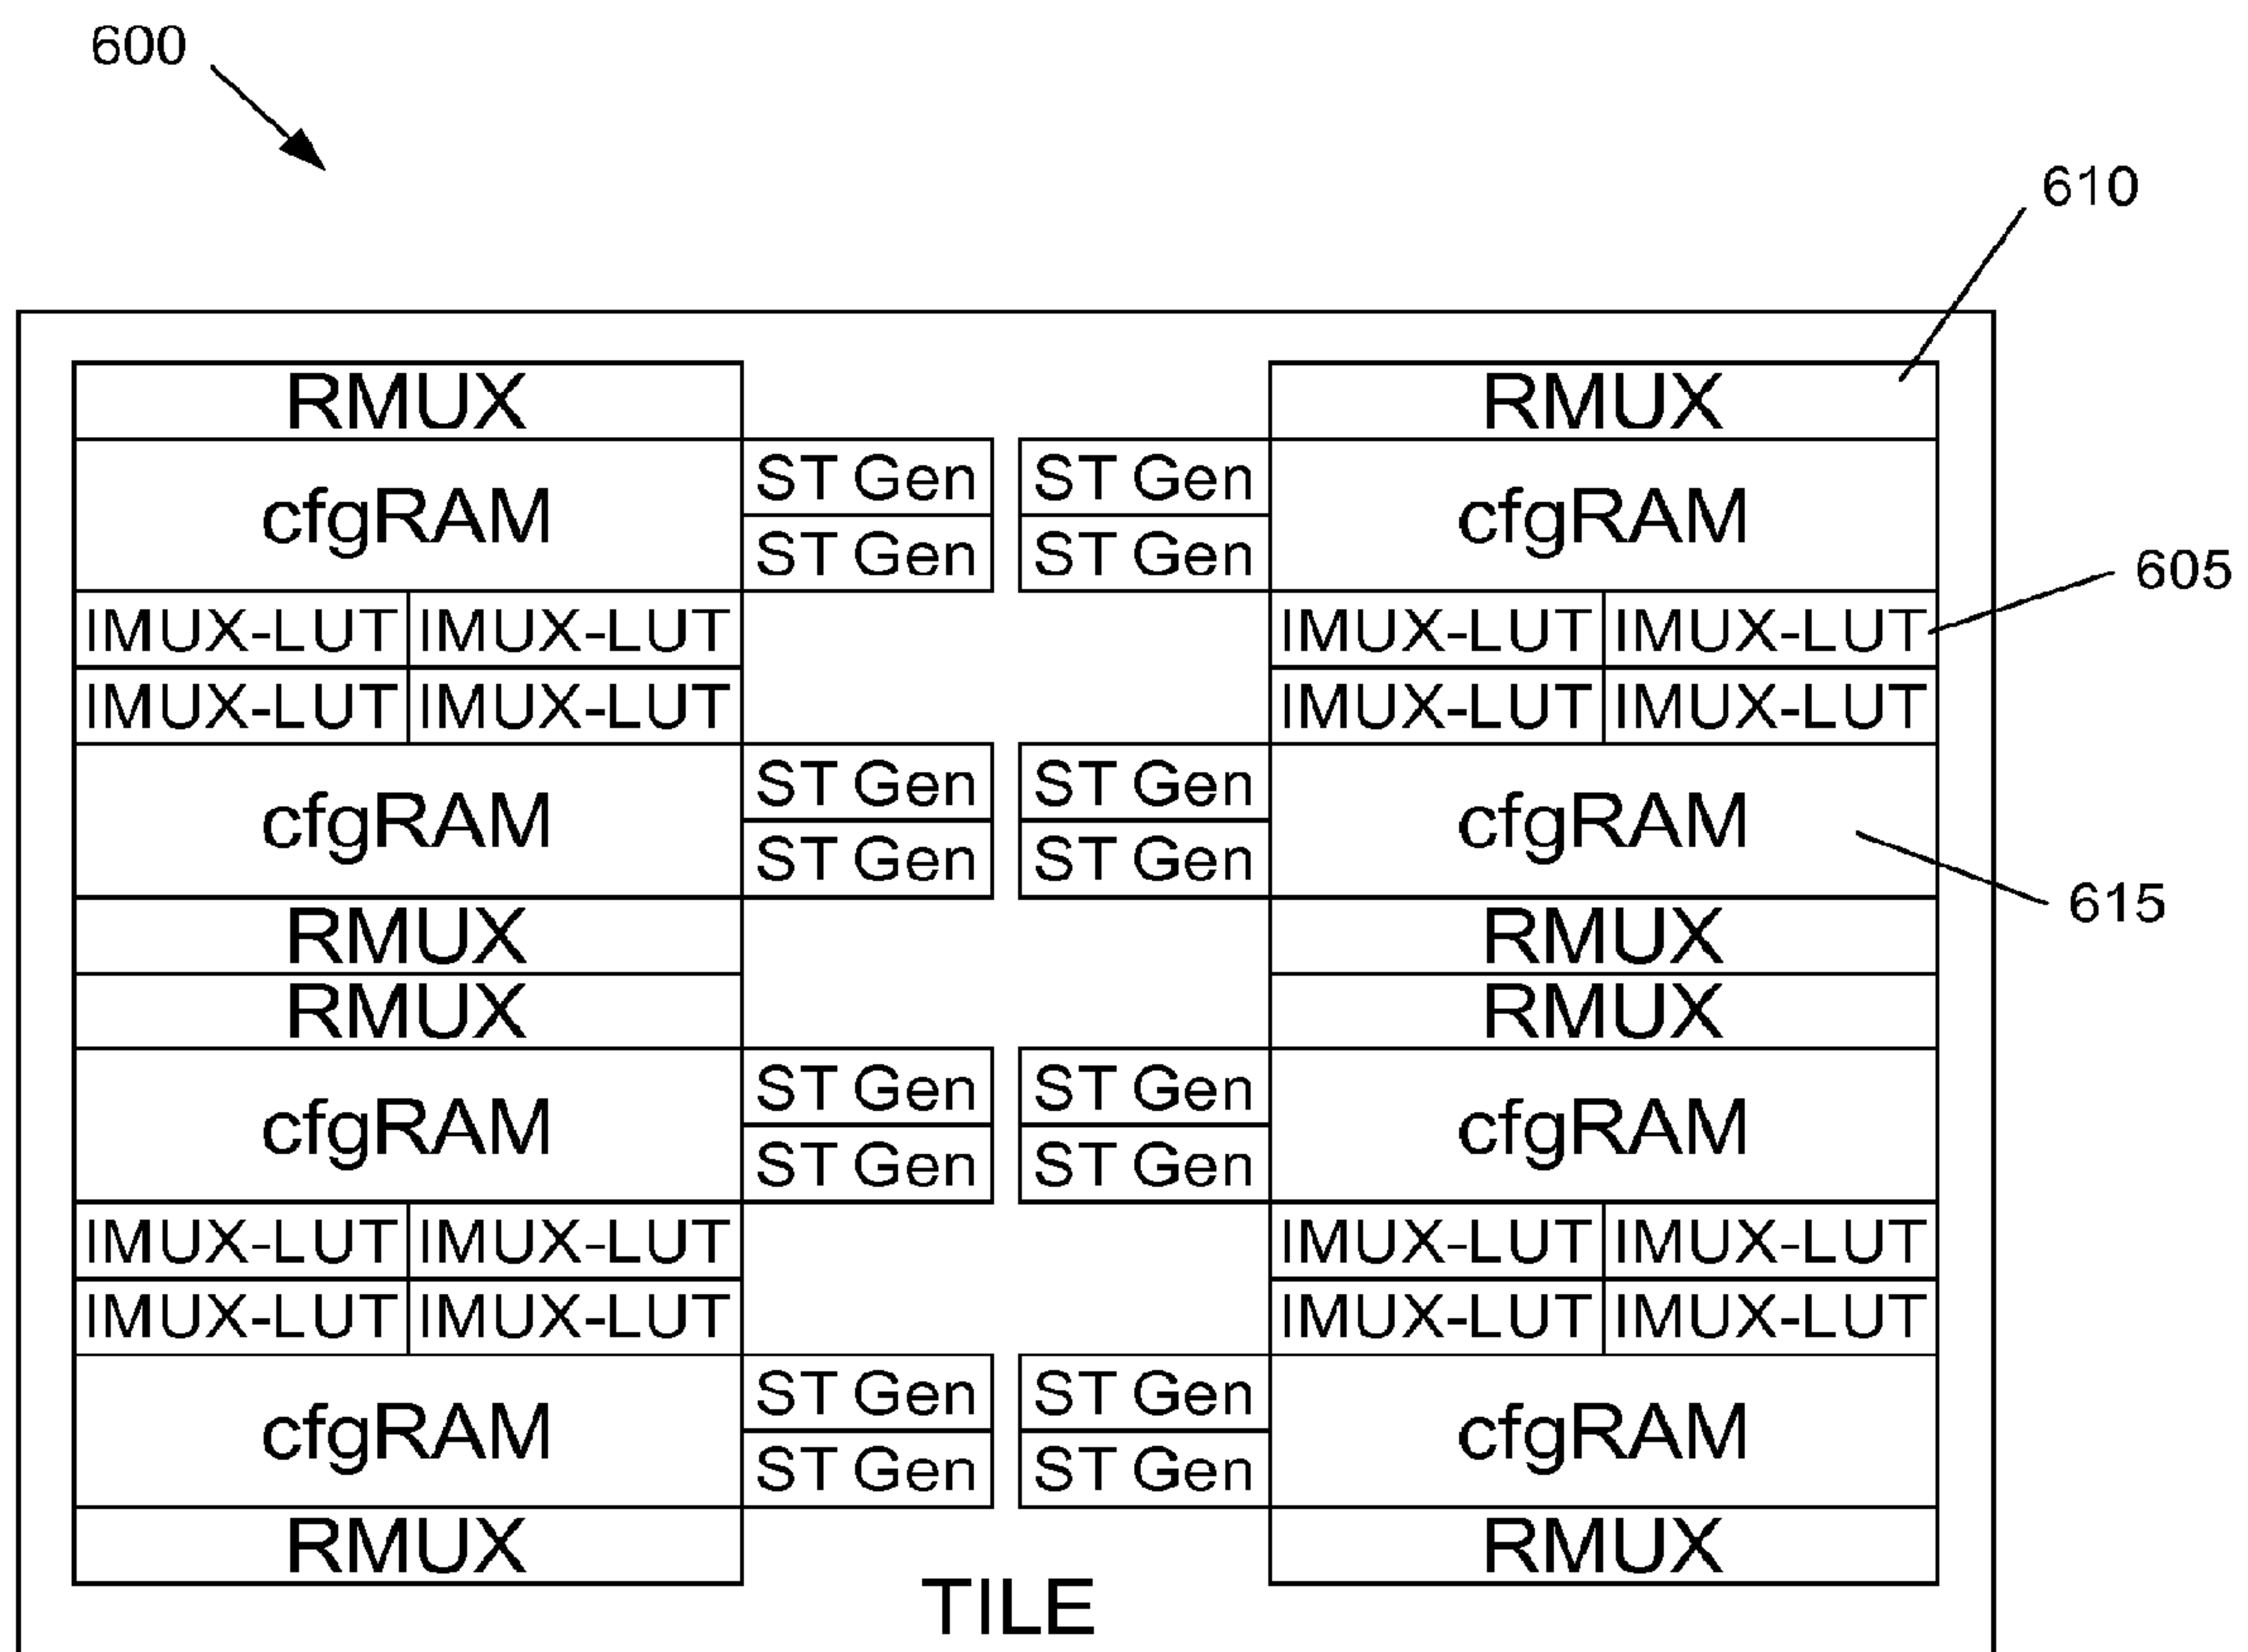 600
610
RMUX RMUX
cfgRAM ST Gen ST Gen cfgRAM
ST Gen ST Gen
605
IMUX-LUT IMUX-LUT IMUX-LUT IMUX-LUT
IMUX-LUT IMUX-LUT IMUX-LUT IMUX-LUT
cfgRAM ST Gen ST Gen cfgRAM
ST Gen ST Gen
615
RMUX RMUX
RMUX RMUX
cfgRAM ST Gen ST Gen cfgRAM
ST Gen ST Gen
IMUX-LUT IMUX-LUT IMUX-LUT IMUX-LUT
IMUX-LUT IMUX-LUT IMUX-LUT IMUX-LUT
cfgRAM ST Gen ST Gen cfgRAM
ST Gen ST Gen
RMUX RMUX
TILE